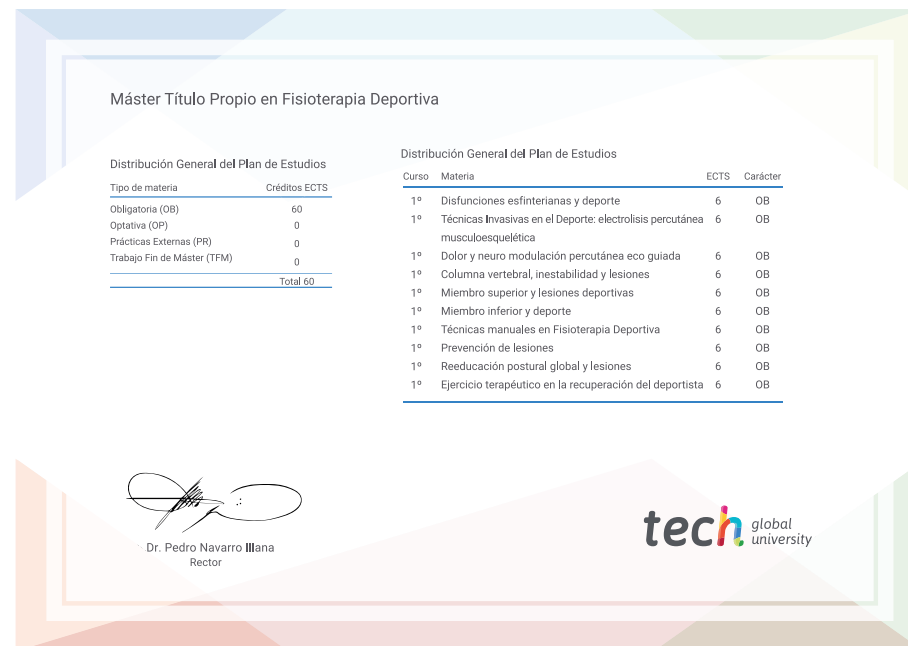 Máster Título Propio en Fisioterapia Deportiva
Distribución General del Plan de Estudios
Tipo de materia Créditos ECTS
Obligatoria (OB) 60
Optativa (OP) 0
Prácticas Externas (PR) 0
Trabajo Fin de Máster (TFM) 0
Total 60
Distribución General del Plan de Estudios
Curso Materia ECTS Carácter
1º Disfunciones esfinterianas y deporte 6 OB
1º Técnicas Invasivas en el Deporte: electrolisis percutánea 6 OB
musculoesquelética
1º Dolor y neuro modulación percutánea eco guiada 6 OB
1º Columna vertebral, inestabilidad y lesiones 6 OB
1º Miembro superior y lesiones deportivas 6 OB
1º Miembro inferior y deporte 6 OB
1º Técnicas manuales en Fisioterapia Deportiva 6 OB
1º Prevención de lesiones 6 OB
1º Reeducación postural global y lesiones 6 OB
1º Ejercicio terapéutico en la recuperación del deportista 6 OB
Dr. Pedro Navarro Illana
Rector
tech global
university